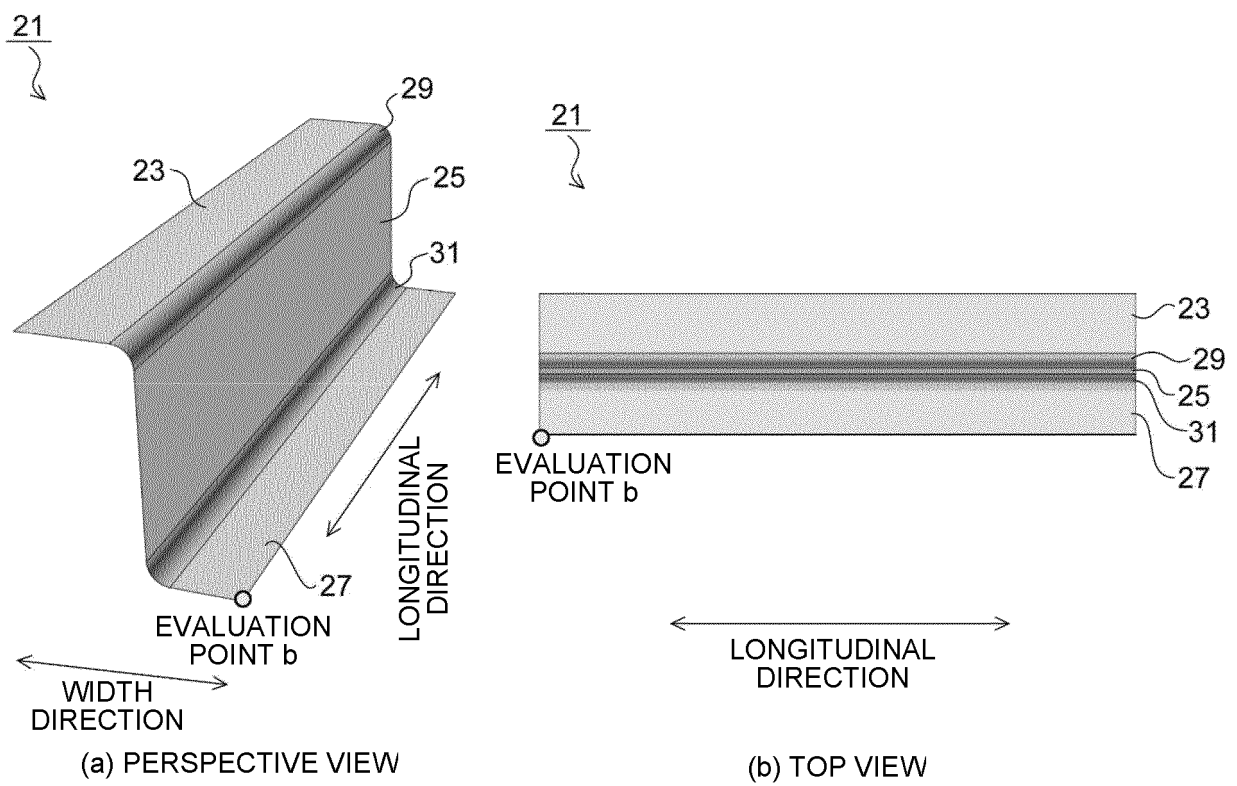 21
29
23
25
31
LONGITUDINAL
DIRECTION
27
EVALUATION
POINT b
WIDTH
DIRECTION
(a) PERSPECTIVE VIEW
21
23
29
25
31
27
EVALUATION
POINT b
LONGITUDINAL
DIRECTION
(b) TOP VIEW